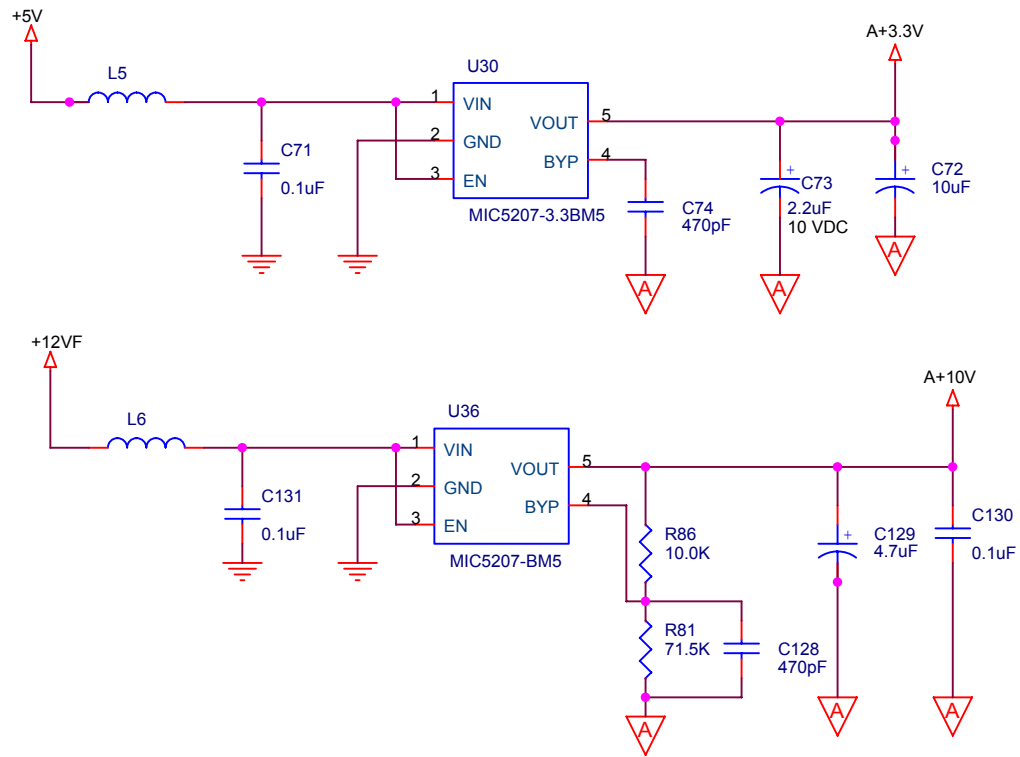 +5V
A+3.3V
L5
U30
1
VIN
VOUT
5
2
GND
BYP
4
3
EN
C71
0.1uF
MIC5207-3.3BM5
C74
470pF
+
C73
2.2uF
10 VDC
+
C72
10uF
A
A
A
+12VF
A+10V
L6
U36
1
VIN
VOUT
5
2
GND
BYP
4
3
EN
C131
0.1uF
MIC5207-BM5
R86
10.0K
+
C129
4.7uF
C130
0.1uF
R81
71.5K
C128
470pF
A
A
A